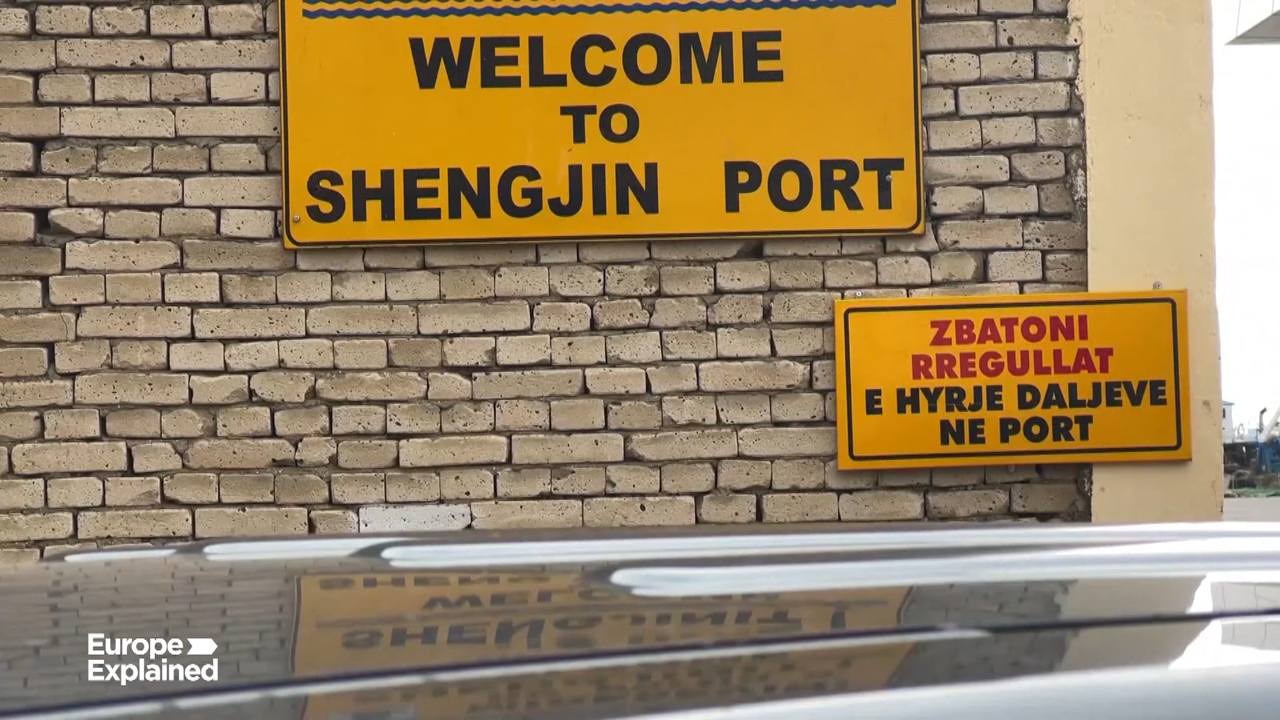 WELCOME
TO
SHENGJIN PORT
ZBATONI
RREGULLAT
E HYRJE DALJEVE
NE PORT
Europe
Explained